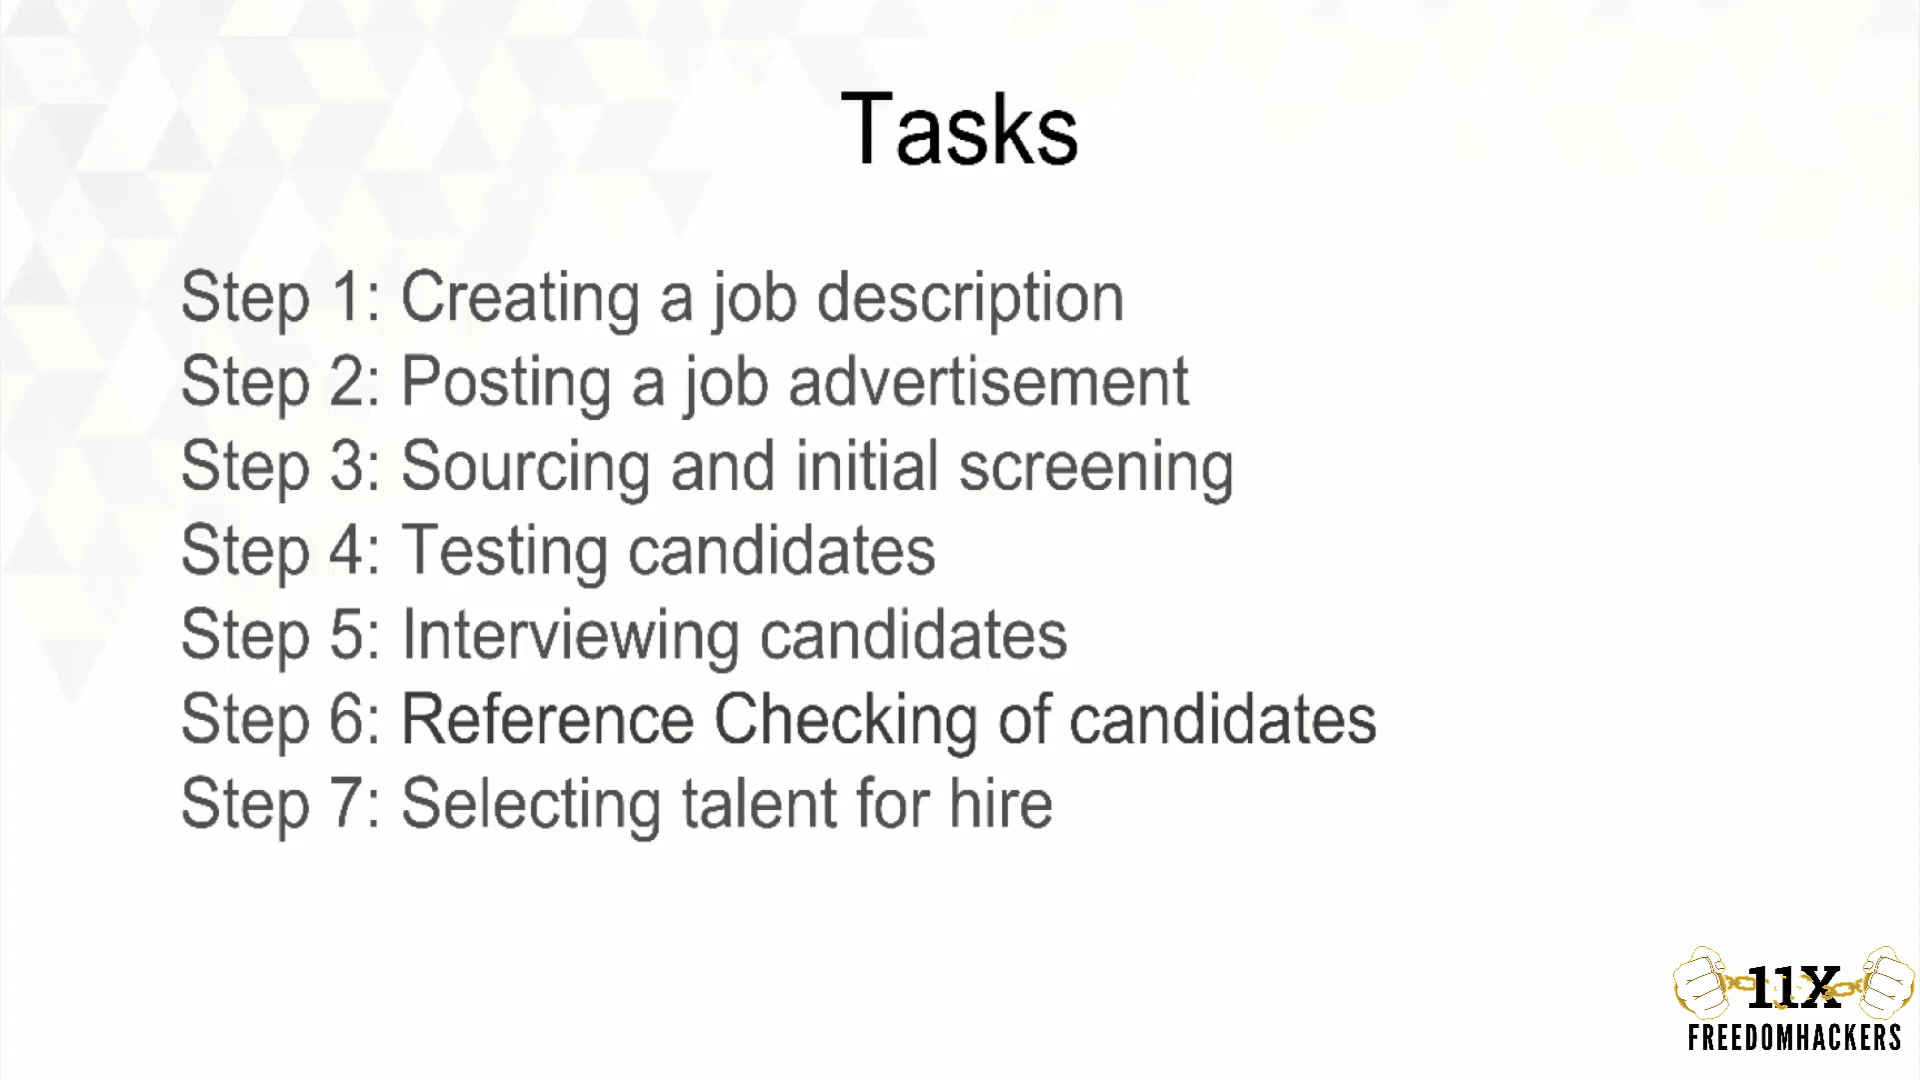 Tasks
Step 1: Creating a job description
Step 2: Posting a job advertisement
Step 3: Sourcing and initial screening
Step 4: Testing candidates
Step 5: Interviewing candidates
Step 6: Reference Checking of candidates
Step 7: Selecting talent for hire
11X
FREEDOMHACKERS